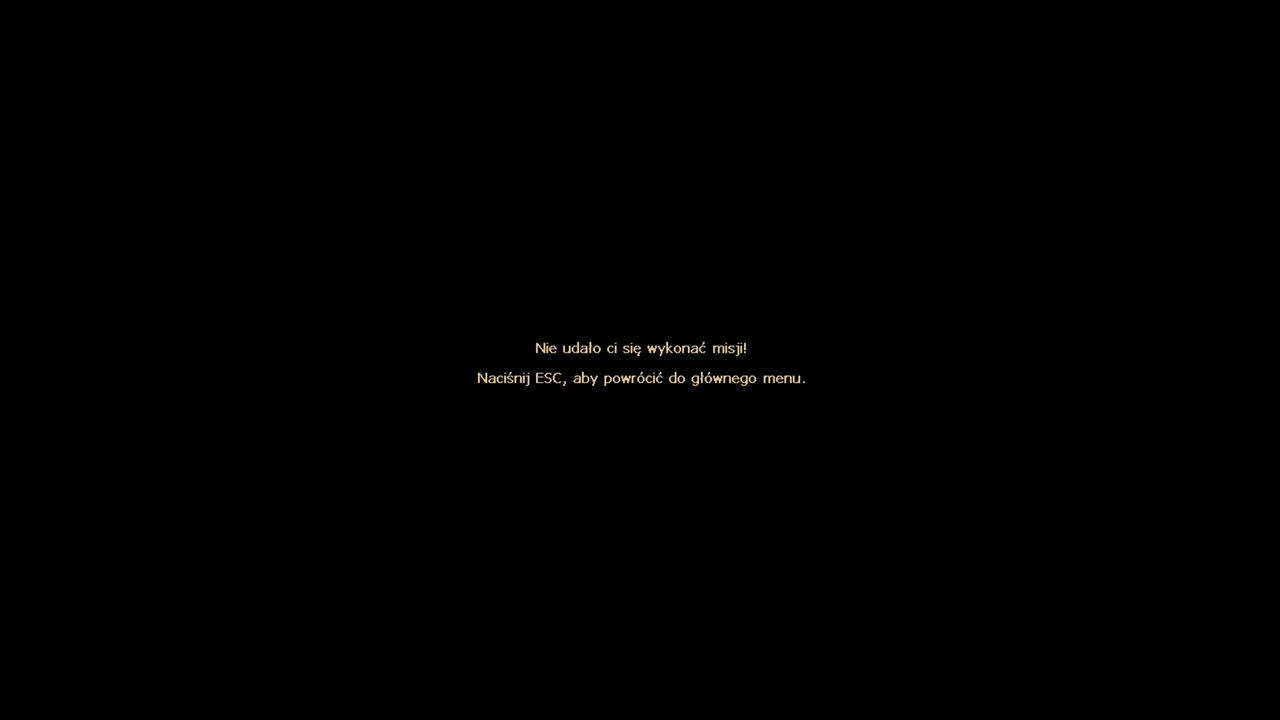 Nie udało ci się wykonać misji!
Naciśnij ESC, aby powrócić do głównego menu.